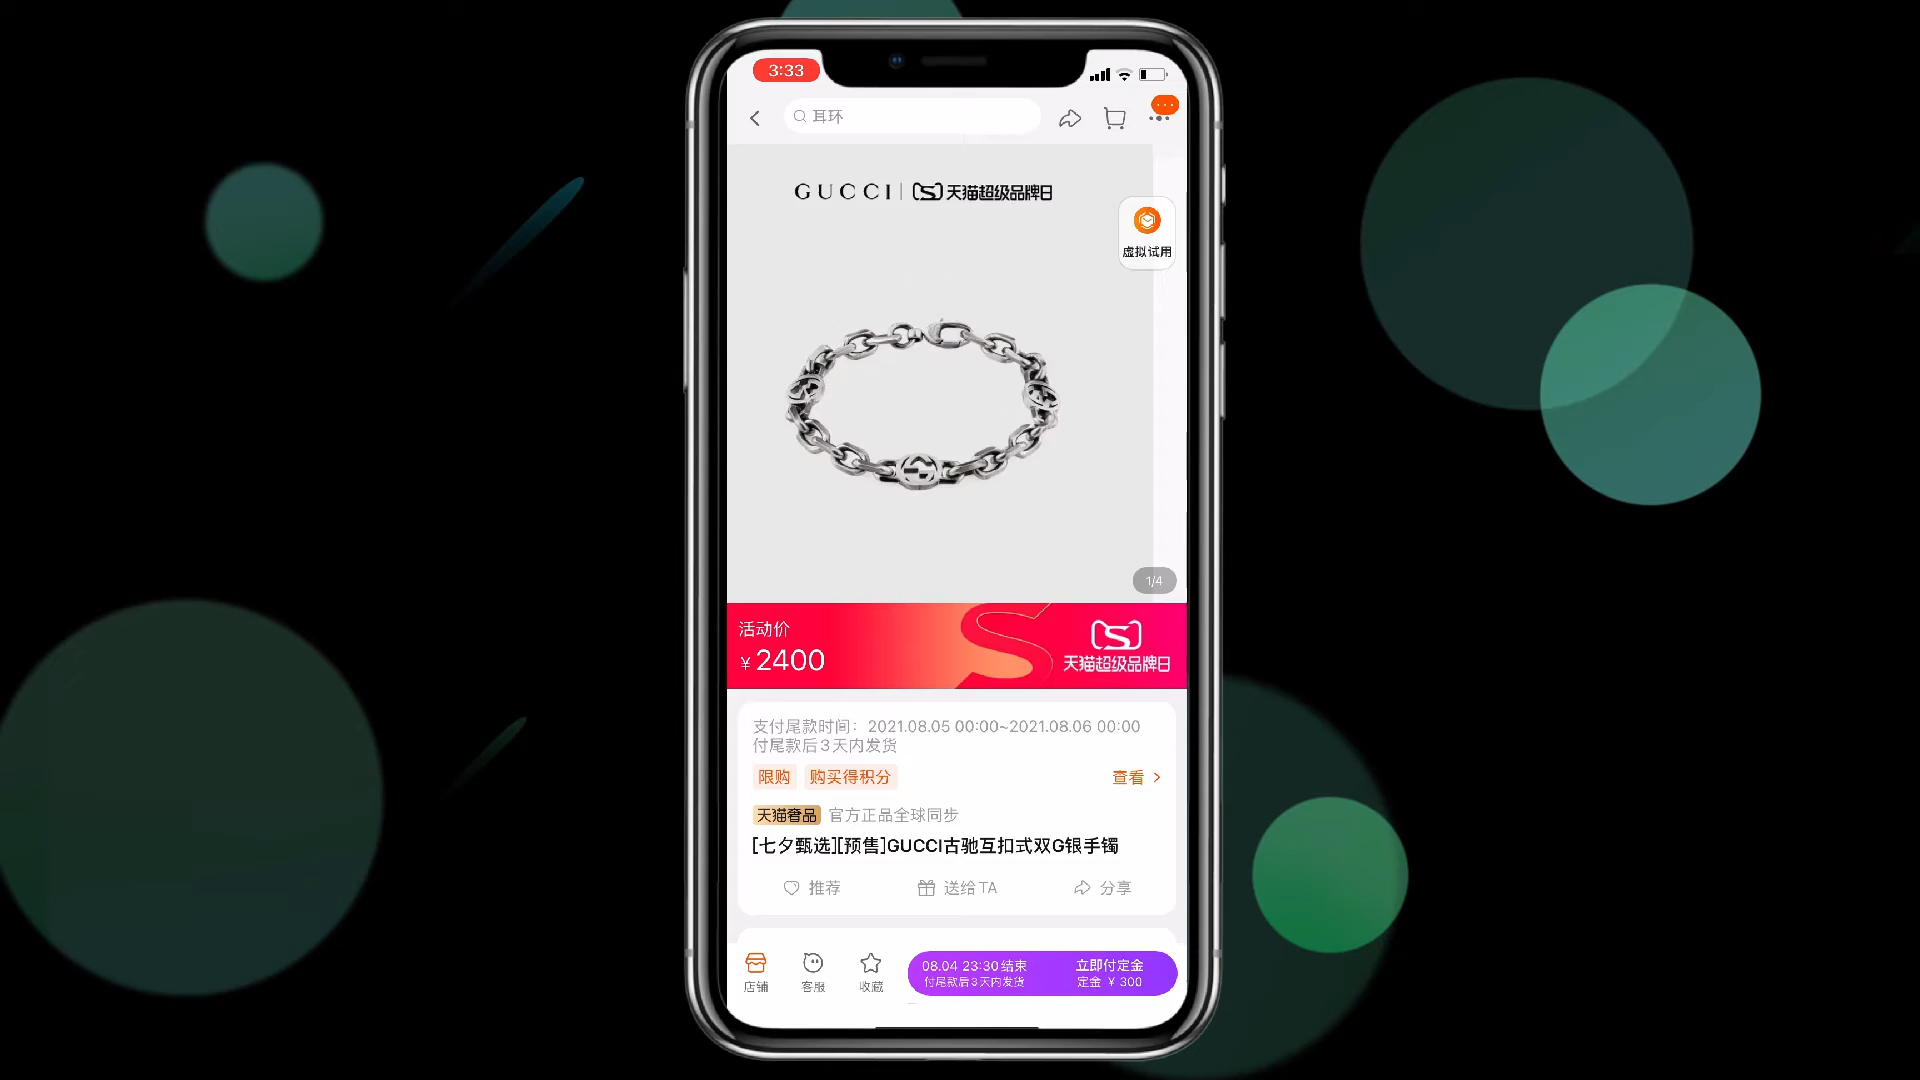 3:33
耳环
GUCCI | 天猫超级品牌日
虚拟试用
1/4
活动价
¥ 2400
天猫超级品牌日
支付尾款时间：2021.08.05 00:00~2021.08.06 00:00
付尾款后3天内发货
限购 购买得积分 查看 >
天猫奢品 官方正品全球同步
[七夕甄选][预售]GUCCI古驰互扣式双G银手镯
推荐 送给TA 分享
店铺 客服 收藏
08.04 23:30结束 立即付定金
付尾款后3天内发货 定金 ¥ 300